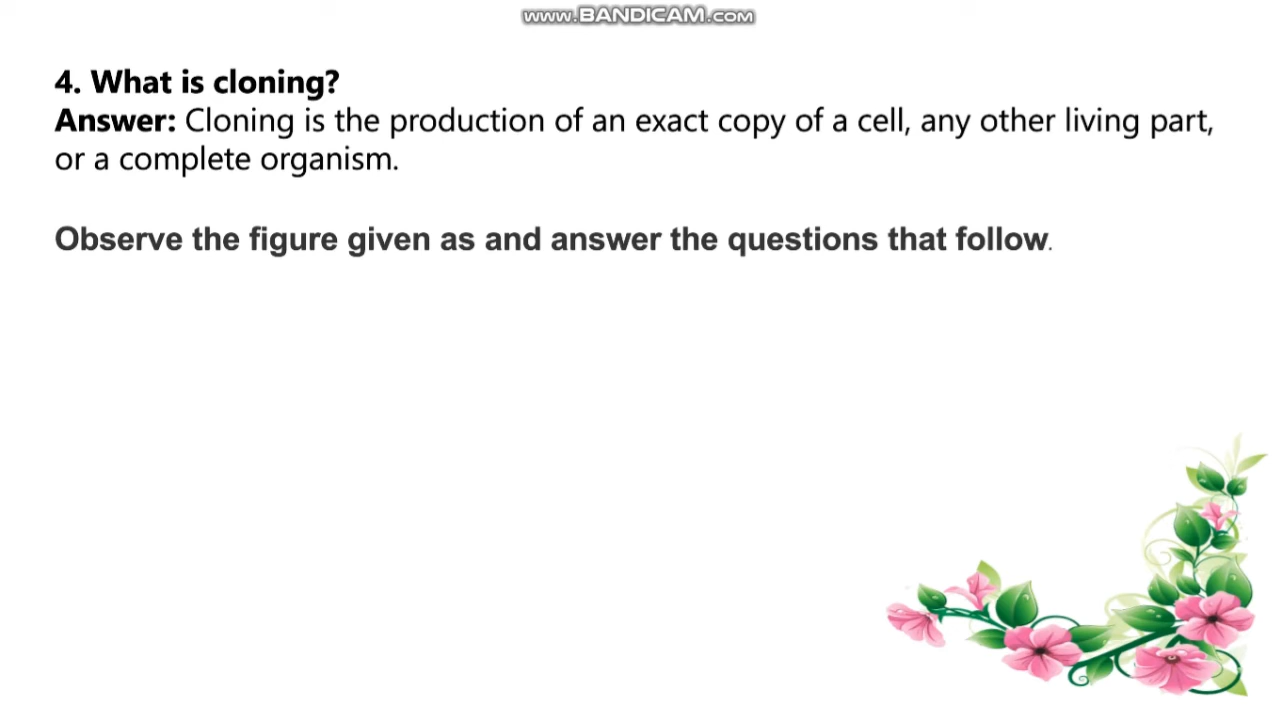 www.BANDICAM.com
4. What is cloning?
Answer: Cloning is the production of an exact copy of a cell, any other living part,
or a complete organism.
Observe the figure given as and answer the questions that follow.